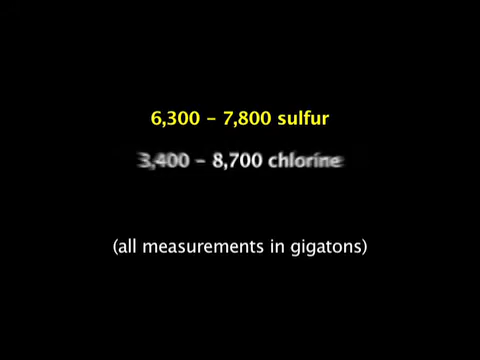 6,300 – 7,800 sulfur
3,400 – 8,700 chlorine
(all measurements in gigatons)